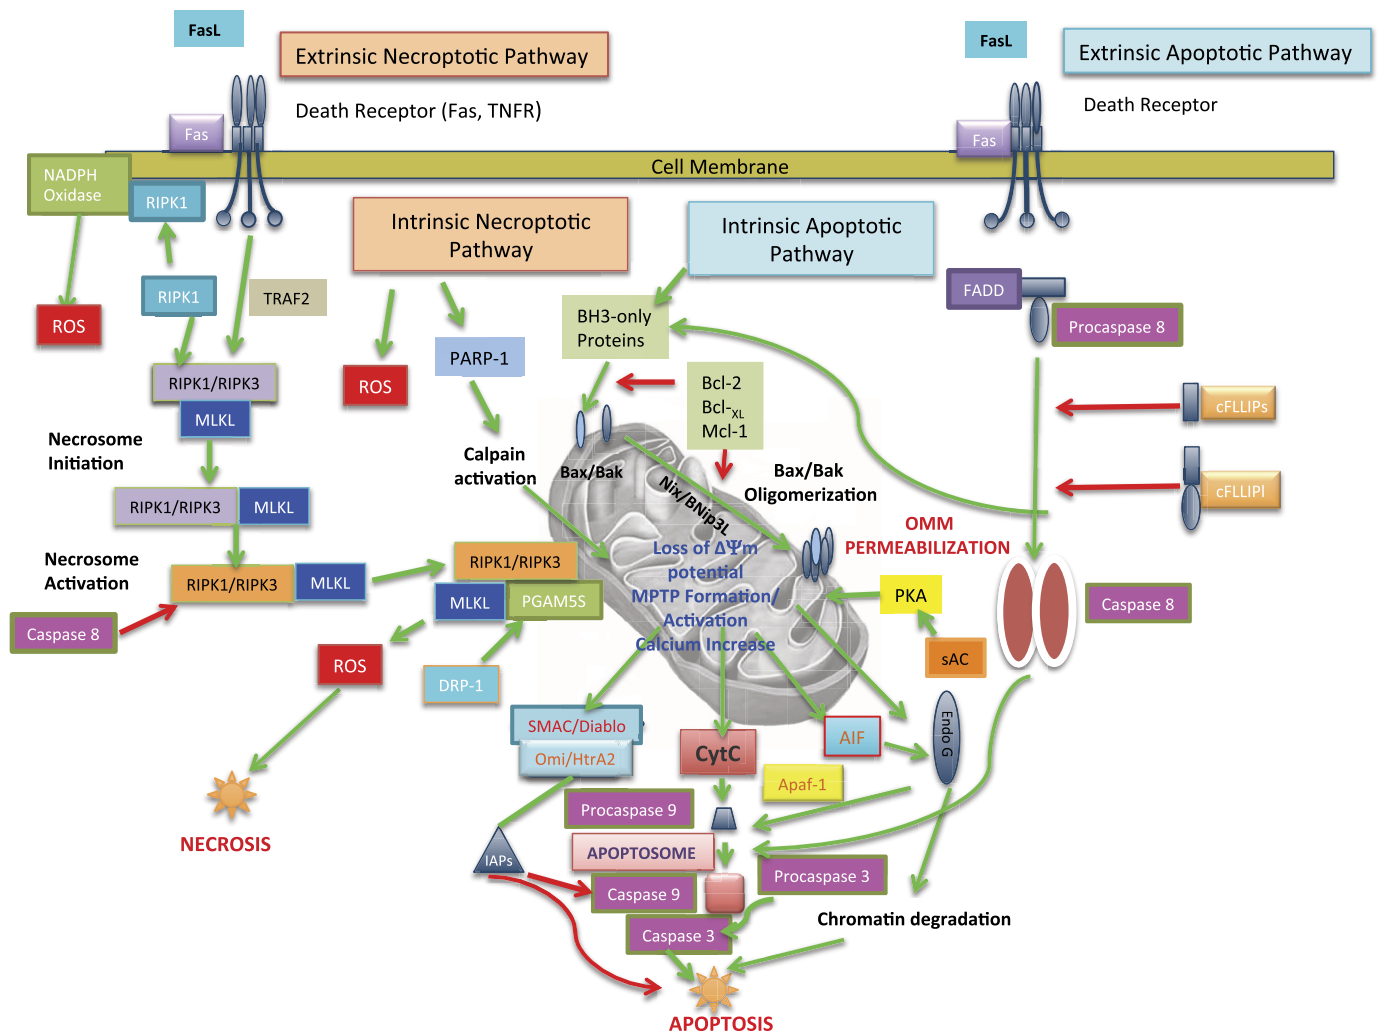 FasL
Extrinsic Necroptotic Pathway
Death Receptor (Fas, TNFR)
Fas
FasL
Extrinsic Apoptotic Pathway
Death Receptor
Fas
Cell Membrane
NADPH
Oxidase
RIPK1
Intrinsic Necroptotic
Pathway
Intrinsic Apoptotic
Pathway
RIPK1
TRAF2
ROS
FADD
Procaspase 8
BH3-only
Proteins
PARP-1
ROS
RIPK1/RIPK3
MLKL
Bcl-2
Bcl-XL
Mcl-1
cFLLIPs
cFLLIPl
Necrosome
Initiation
Calpain
activation
Bax/Bak
Nix/BNip3L
Bax/Bak
Oligomerization
RIPK1/RIPK3
MLKL
OMM
PERMEABILIZATION
Necrosome
Activation
RIPK1/RIPK3
MLKL
RIPK1/RIPK3
MLKL
PGAM5S
Loss of ΔΨm
potential
MPTP Formation/
Activation
Calcium Increase
PKA
Caspase 8
Caspase 8
sAC
ROS
DRP-1
SMAC/Diablo
Omi/HtrA2
CytC
AIF
Endo G
Apaf-1
Procaspase 9
NECROSIS
IAPs
APOPTOSOME
Caspase 9
Procaspase 3
Caspase 3
Chromatin degradation
APOPTOSIS